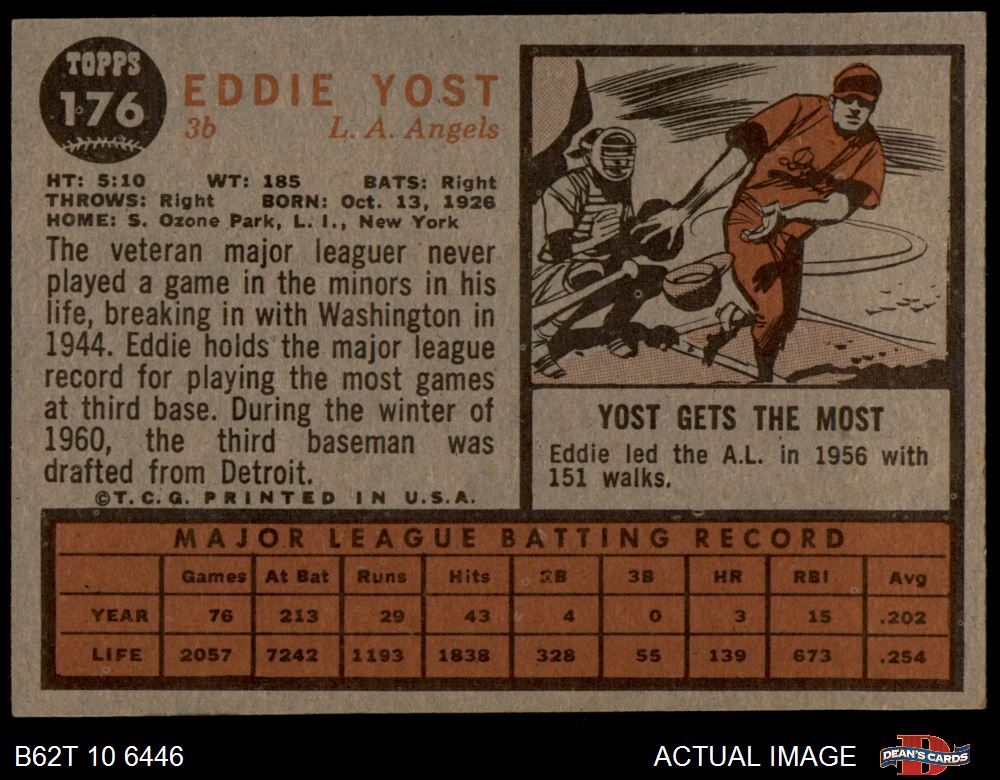 TOPPS
176
EDDIE YOST
3b L. A. Angels
HT: 5:10 WT: 185 BATS: Right
THROWS: Right BORN: Oct. 13, 1926
HOME: S. Ozone Park, L. I., New York
The veteran major leaguer never
played a game in the minors in his
life, breaking in with Washington in
1944. Eddie holds the major league
record for playing the most games
at third base. During the winter of
1960, the third baseman was
drafted from Detroit.
©T.C.G. PRINTED IN U.S.A.
YOST GETS THE MOST
Eddie led the A.L. in 1956 with
151 walks.
MAJOR LEAGUE BATTING RECORD
Games At Bat Runs Hits 2B 3B HR RBI Avg
YEAR 76 213 29 43 4 0 3 15 .202
LIFE 2057 7242 1193 1838 328 55 139 673 .254
B62T 10 6446 ACTUAL IMAGE DEAN'S CARDS